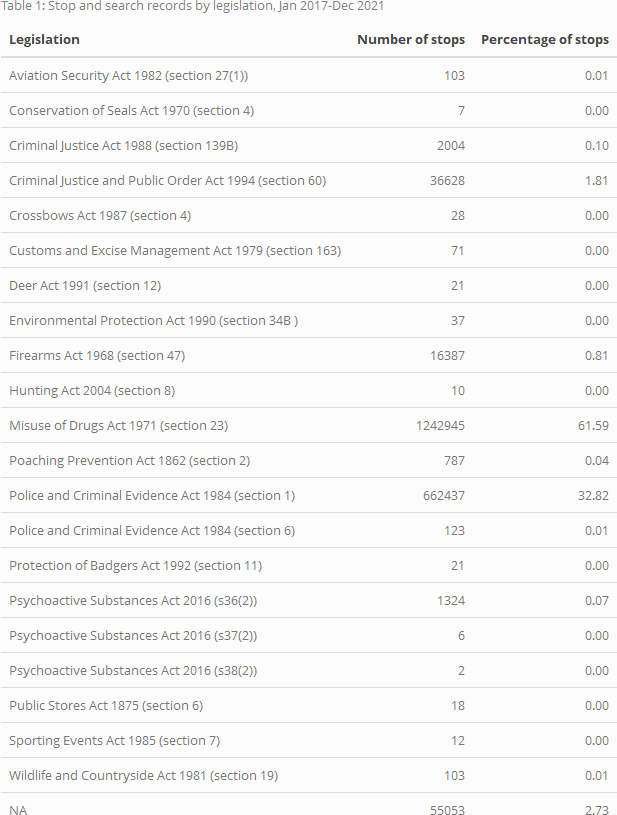 Table 1: Stop and search records by legislation, Jan 2017-Dec 2021
Legislation Number of stops Percentage of stops
Aviation Security Act 1982 (section 27(1)) 103 0.01
Conservation of Seals Act 1970 (section 4) 7 0.00
Criminal Justice Act 1988 (section 139B) 2004 0.10
Criminal Justice and Public Order Act 1994 (section 60) 36628 1.81
Crossbows Act 1987 (section 4) 28 0.00
Customs and Excise Management Act 1979 (section 163) 71 0.00
Deer Act 1991 (section 12) 21 0.00
Environmental Protection Act 1990 (section 34B ) 37 0.00
Firearms Act 1968 (section 47) 16387 0.81
Hunting Act 2004 (section 8) 10 0.00
Misuse of Drugs Act 1971 (section 23) 1242945 61.59
Poaching Prevention Act 1862 (section 2) 787 0.04
Police and Criminal Evidence Act 1984 (section 1) 662437 32.82
Police and Criminal Evidence Act 1984 (section 6) 123 0.01
Protection of Badgers Act 1992 (section 11) 21 0.00
Psychoactive Substances Act 2016 (s36(2)) 1324 0.07
Psychoactive Substances Act 2016 (s37(2)) 6 0.00
Psychoactive Substances Act 2016 (s38(2)) 2 0.00
Public Stores Act 1875 (section 6) 18 0.00
Sporting Events Act 1985 (section 7) 12 0.00
Wildlife and Countryside Act 1981 (section 19) 103 0.01
NA 55053 2.73